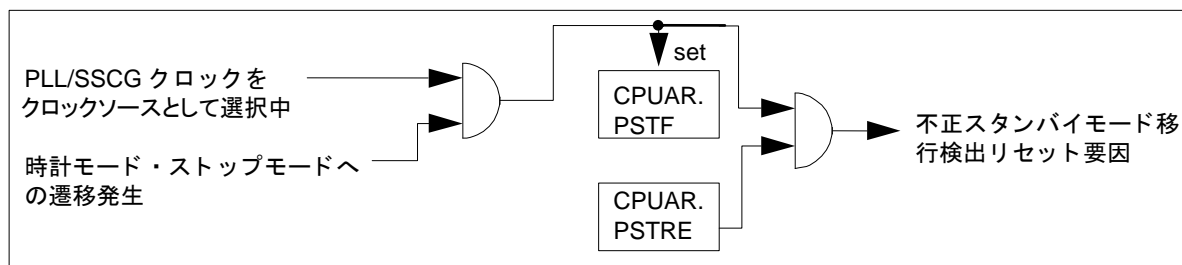 PLL/SSCG クロックを
クロックソースとして選択中
時計モード・ストップモードへ
の遷移発生
set
CPUAR.
PSTF
CPUAR.
PSTRE
不正スタンバイモード移
行検出リセット要因